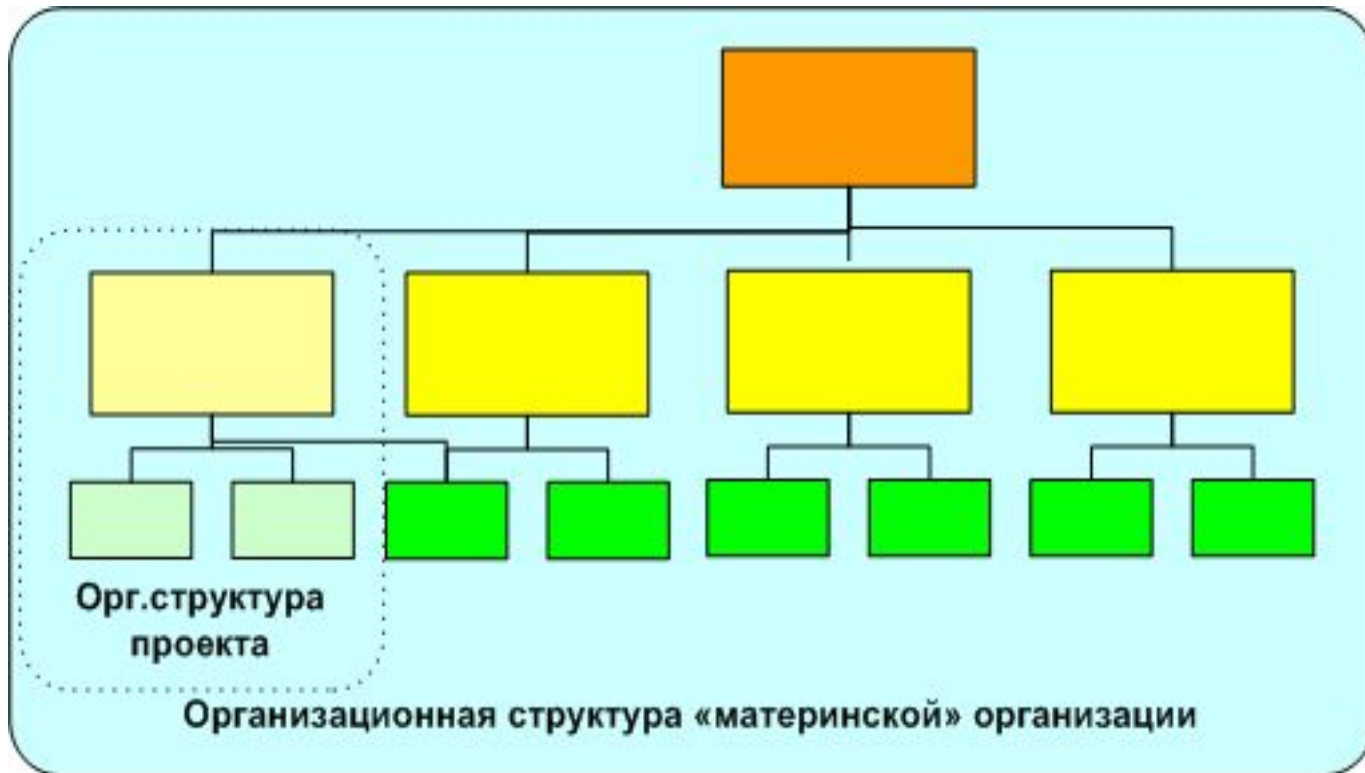 Орг.структура
проекта
Организационная структура «материнской» организации